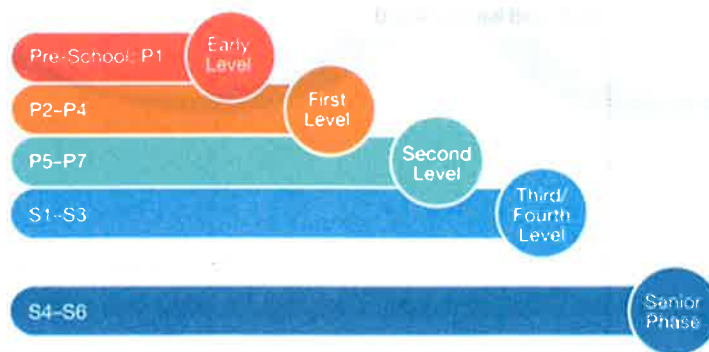 Pre-School: P1
Early
Level
P2–P4
First
Level
P5–P7
Second
Level
S1–S3
Third/
Fourth
Level
S4–S6
Senior
Phase